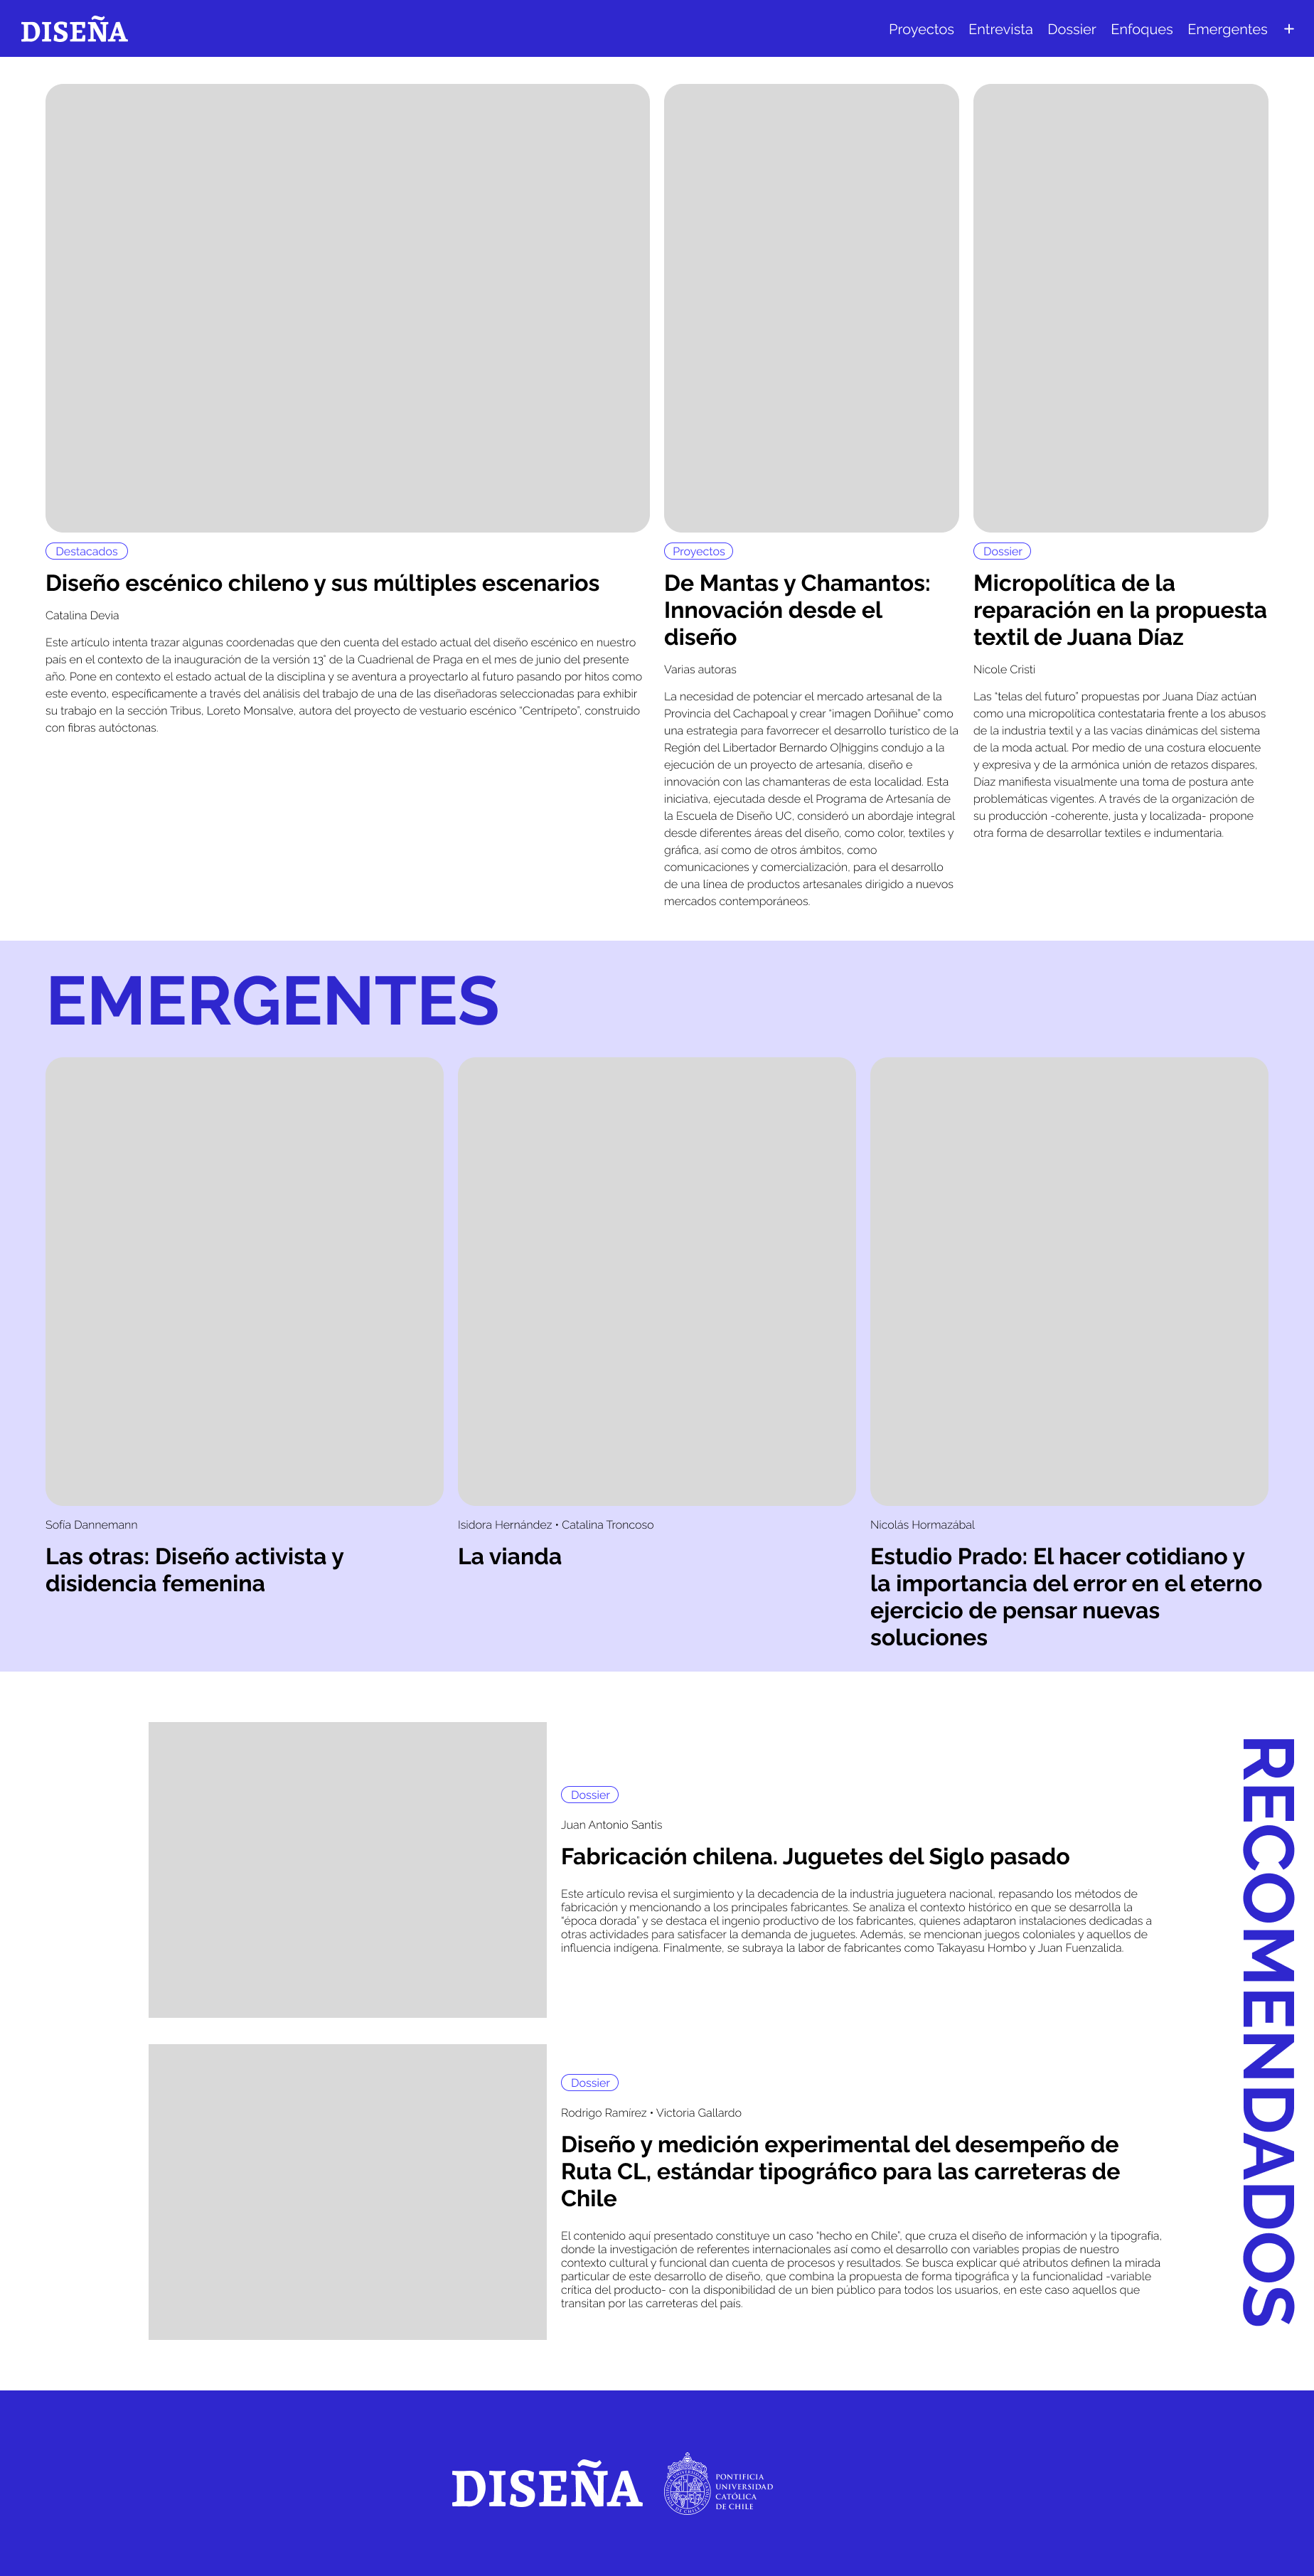 DISEÑA
Proyectos Entrevista Dossier Enfoques Emergentes +
Destacados
Diseño escénico chileno y sus múltiples escenarios
Catalina Devia
Este artículo intenta trazar algunas coordenadas que den cuenta del estado actual del diseño escénico en nuestro
país en el contexto de la inauguración de la versión 13° de la Cuadrienal de Praga en el mes de junio del presente
año. Pone en contexto el estado actual de la disciplina y se aventura a proyectarlo al futuro pasando por hitos como
este evento, específicamente a través del análisis del trabajo de una de las diseñadoras seleccionadas para exhibir
su trabajo en la sección Tribus, Loreto Monsalve, autora del proyecto de vestuario escénico “Centrípeto”, construido
con fibras autóctonas.
Proyectos
De Mantas y Chamantos:
Innovación desde el
diseño
Varias autoras
La necesidad de potenciar el mercado artesanal de la
Provincia del Cachapoal y crear “imagen Doñihue” como
una estrategia para favorrecer el desarrollo turístico de la
Región del Libertador Bernardo O|higgins condujo a la
ejecución de un proyecto de artesanía, diseño e
innovación con las chamanteras de esta localidad. Esta
iniciativa, ejecutada desde el Programa de Artesanía de
la Escuela de Diseño UC, consideró un abordaje integral
desde diferentes áreas del diseño, como color, textiles y
gráfica, así como de otros ámbitos, como
comunicaciones y comercialización, para el desarrollo
de una línea de productos artesanales dirigido a nuevos
mercados contemporáneos.
Dossier
Micropolítica de la
reparación en la propuesta
textil de Juana Díaz
Nicole Cristi
Las “telas del futuro” propuestas por Juana Díaz actúan
como una micropolítica contestataria frente a los abusos
de la industria textil y a las vacías dinámicas del sistema
de la moda actual. Por medio de una costura elocuente
y expresiva y de la armónica unión de retazos dispares,
Díaz manifiesta visualmente una toma de postura ante
problemáticas vigentes. A través de la organización de
su producción -coherente, justa y localizada- propone
otra forma de desarrollar textiles e indumentaria.
EMERGENTES
Sofía Dannemann
Las otras: Diseño activista y
disidencia femenina
Isidora Hernández • Catalina Troncoso
La vianda
Nicolás Hormazábal
Estudio Prado: El hacer cotidiano y
la importancia del error en el eterno
ejercicio de pensar nuevas
soluciones
RECOMENDADOS
Dossier
Juan Antonio Santis
Fabricación chilena. Juguetes del Siglo pasado
Este artículo revisa el surgimiento y la decadencia de la industria juguetera nacional, repasando los métodos de
fabricación y mencionando a los principales fabricantes. Se analiza el contexto histórico en que se desarrolla la
“época dorada” y se destaca el ingenio productivo de los fabricantes, quienes adaptaron instalaciones dedicadas a
otras actividades para satisfacer la demanda de juguetes. Además, se mencionan juegos coloniales y aquellos de
influencia indígena. Finalmente, se subraya la labor de fabricantes como Takayasu Hombo y Juan Fuenzalida.
Dossier
Rodrigo Ramírez • Victoria Gallardo
Diseño y medición experimental del desempeño de
Ruta CL, estándar tipográfico para las carreteras de
Chile
El contenido aquí presentado constituye un caso “hecho en Chile”, que cruza el diseño de información y la tipografía,
donde la investigación de referentes internacionales así como el desarrollo con variables propias de nuestro
contexto cultural y funcional dan cuenta de procesos y resultados. Se busca explicar qué atributos definen la mirada
particular de este desarrollo de diseño, que combina la propuesta de forma tipográfica y la funcionalidad -variable
crítica del producto- con la disponibilidad de un bien público para todos los usuarios, en este caso aquellos que
transitan por las carreteras del país.
DISEÑA
PONTIFICIA
UNIVERSIDAD
CATÓLICA
DE CHILE